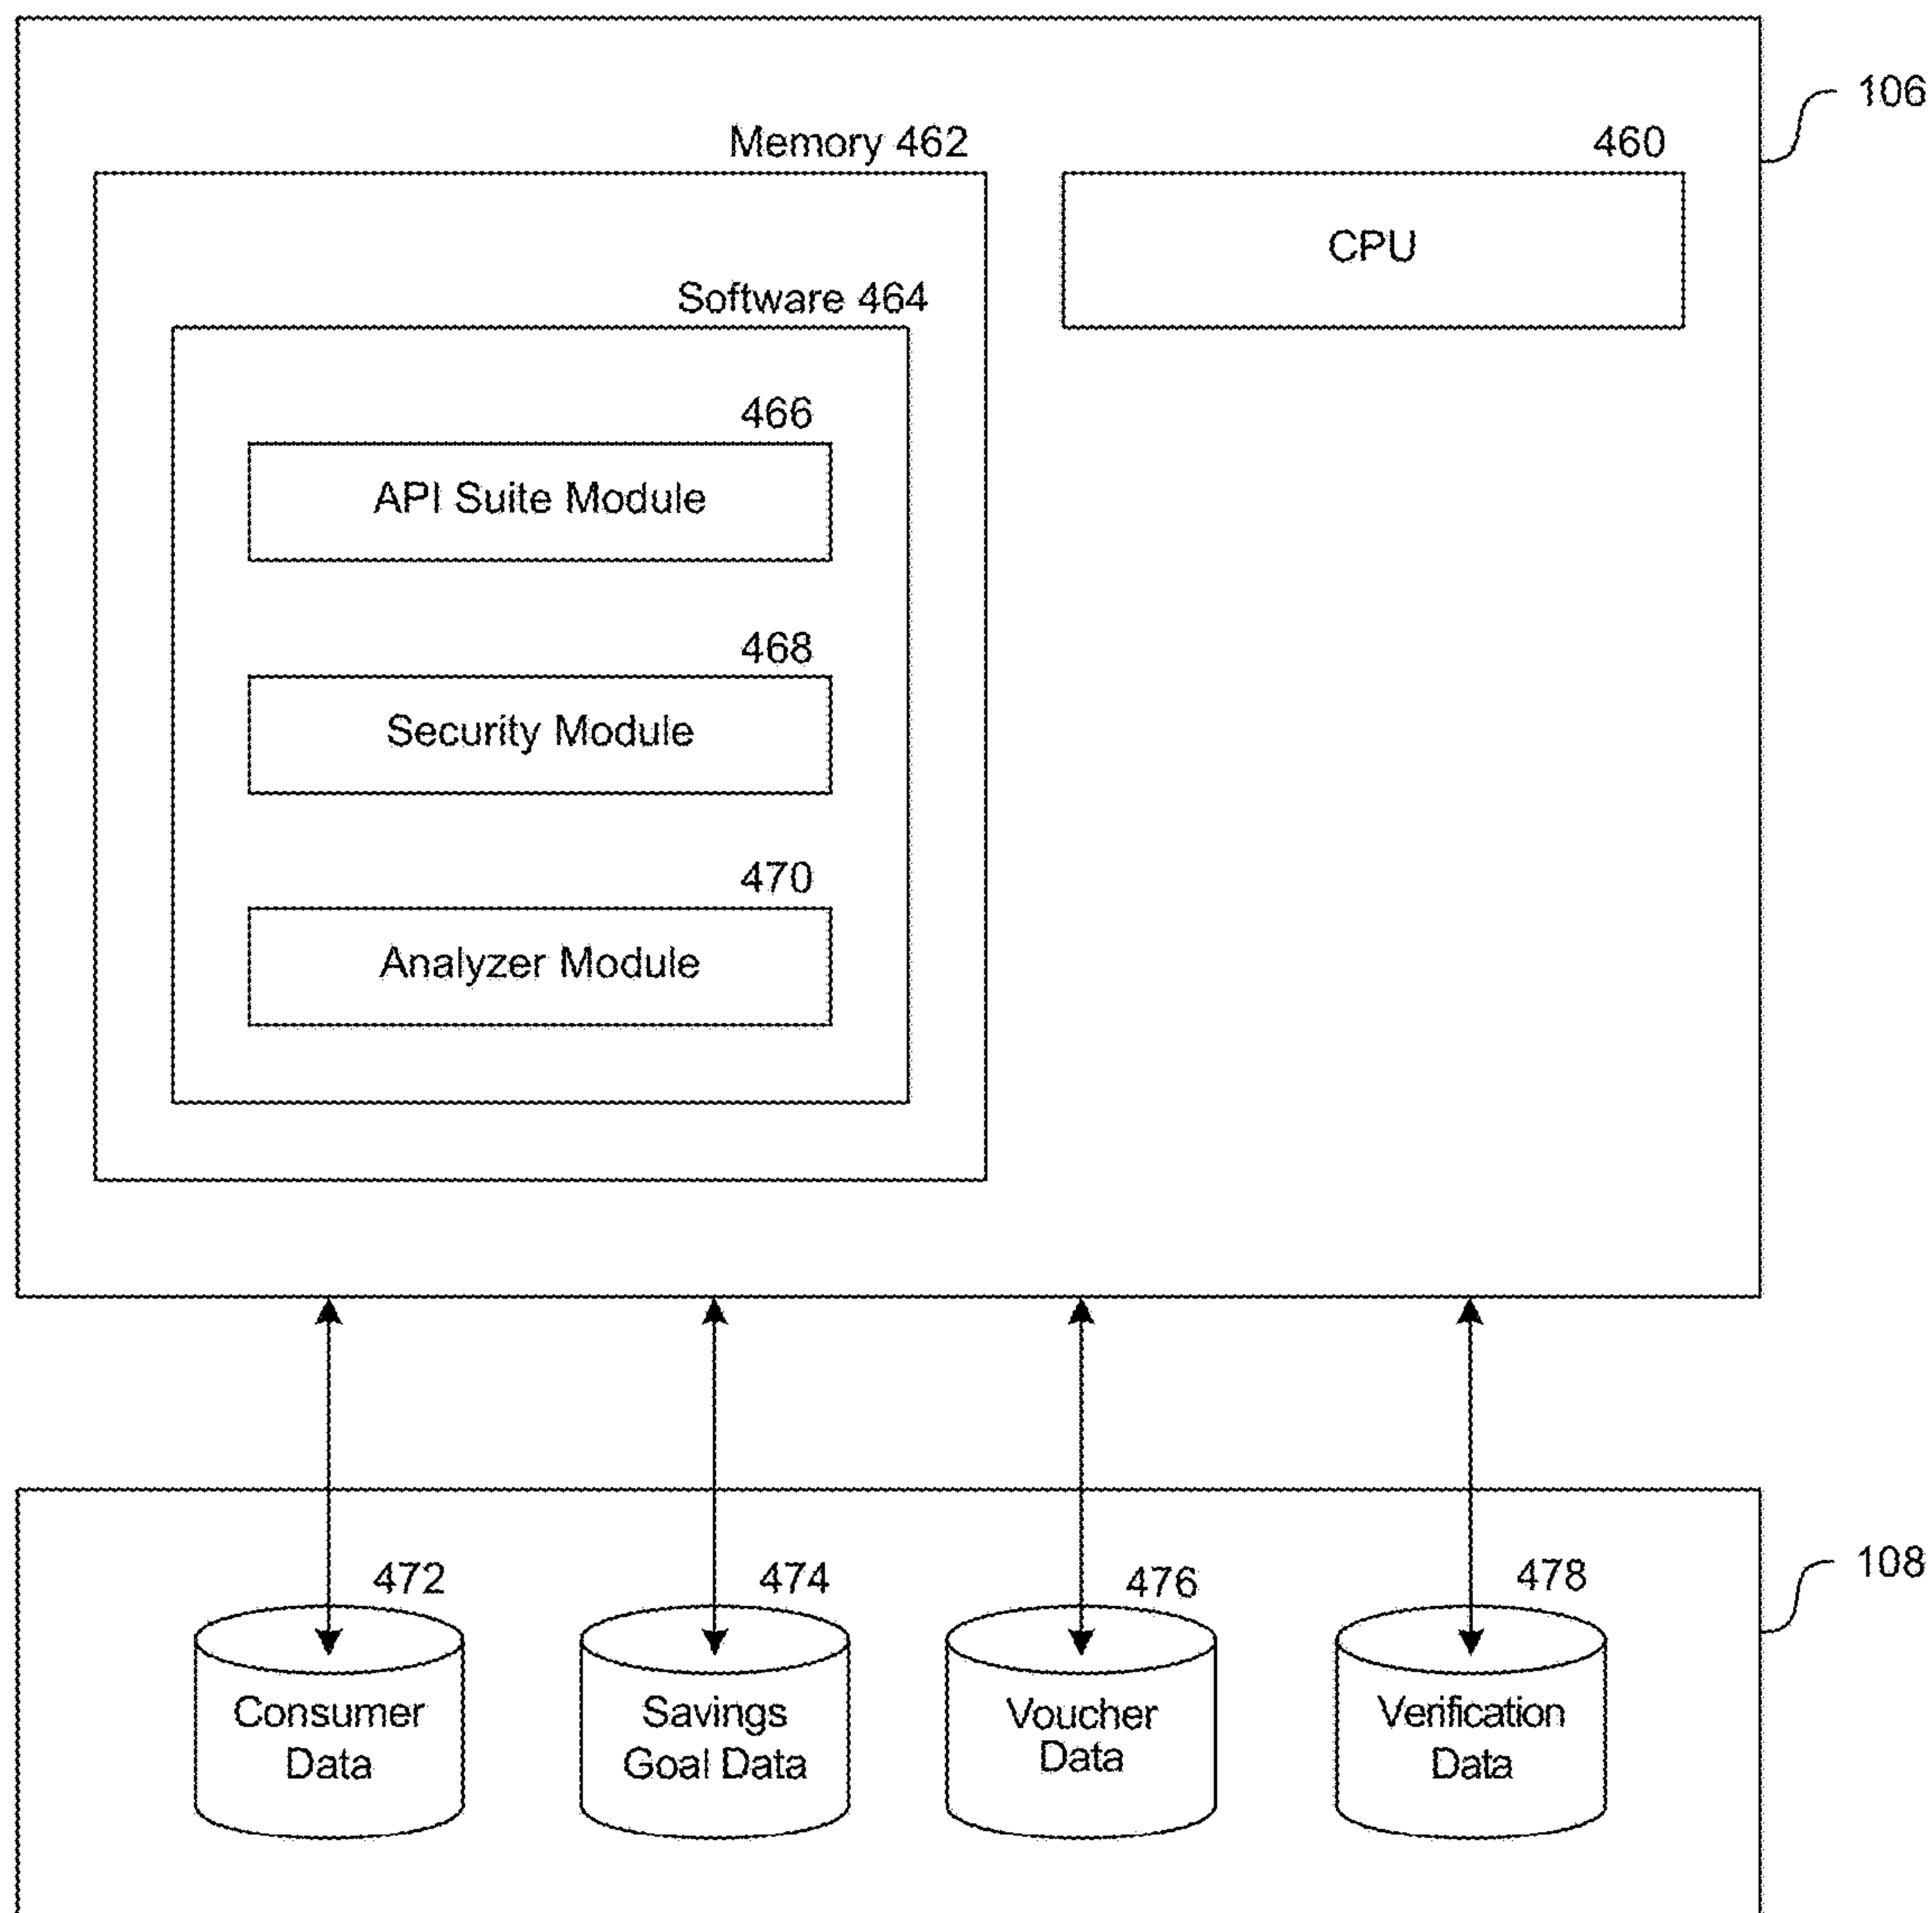 106
Memory 462
460
CPU
Software 464
466
API Suite Module
468
Security Module
470
Analyzer Module
108
472
474
476
478
Consumer
Data
Savings
Goal Data
Voucher
Data
Verification
Data